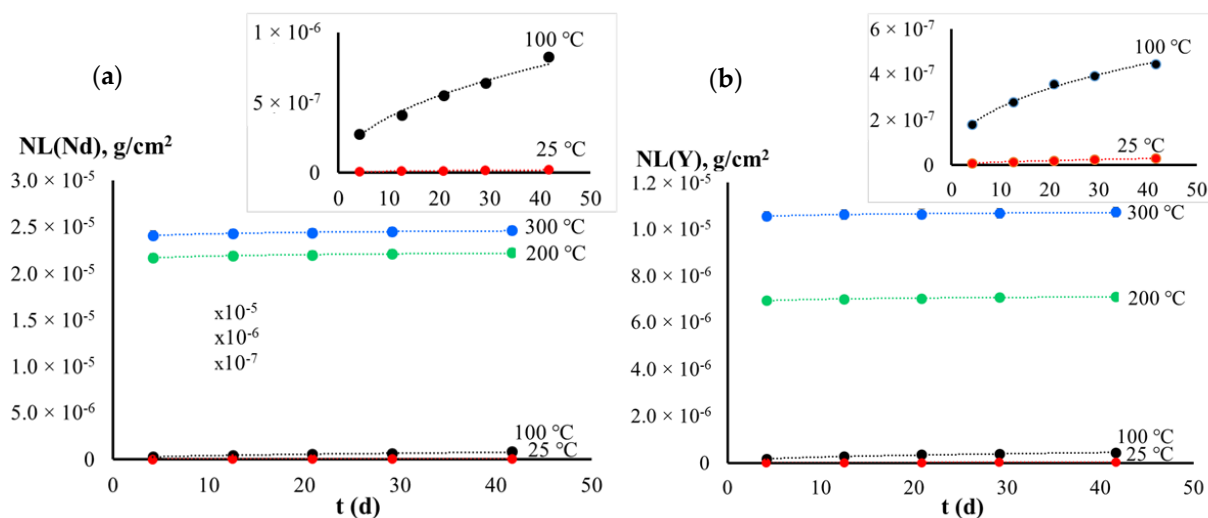 (a)
1 × 10⁻⁶
5 × 10⁻⁷
0
100 °C
25 °C
0 10 20 30 40 50
NL(Nd), g/cm²
3.0 × 10⁻⁵
2.5 × 10⁻⁵
2.0 × 10⁻⁵
1.5 × 10⁻⁵
1.0 × 10⁻⁵
5.0 × 10⁻⁶
0
300 °C
200 °C
x10⁻⁵
x10⁻⁶
x10⁻⁷
100 °C
25 °C
0 10 20 30 40 50
t (d)
(b)
6 × 10⁻⁷
4 × 10⁻⁷
2 × 10⁻⁷
0
100 °C
25 °C
0 10 20 30 40 50
NL(Y), g/cm²
1.2 × 10⁻⁵
1.0 × 10⁻⁵
8.0 × 10⁻⁶
6.0 × 10⁻⁶
4.0 × 10⁻⁶
2.0 × 10⁻⁶
0
300 °C
200 °C
100 °C
25 °C
0 10 20 30 40 50
t (d)